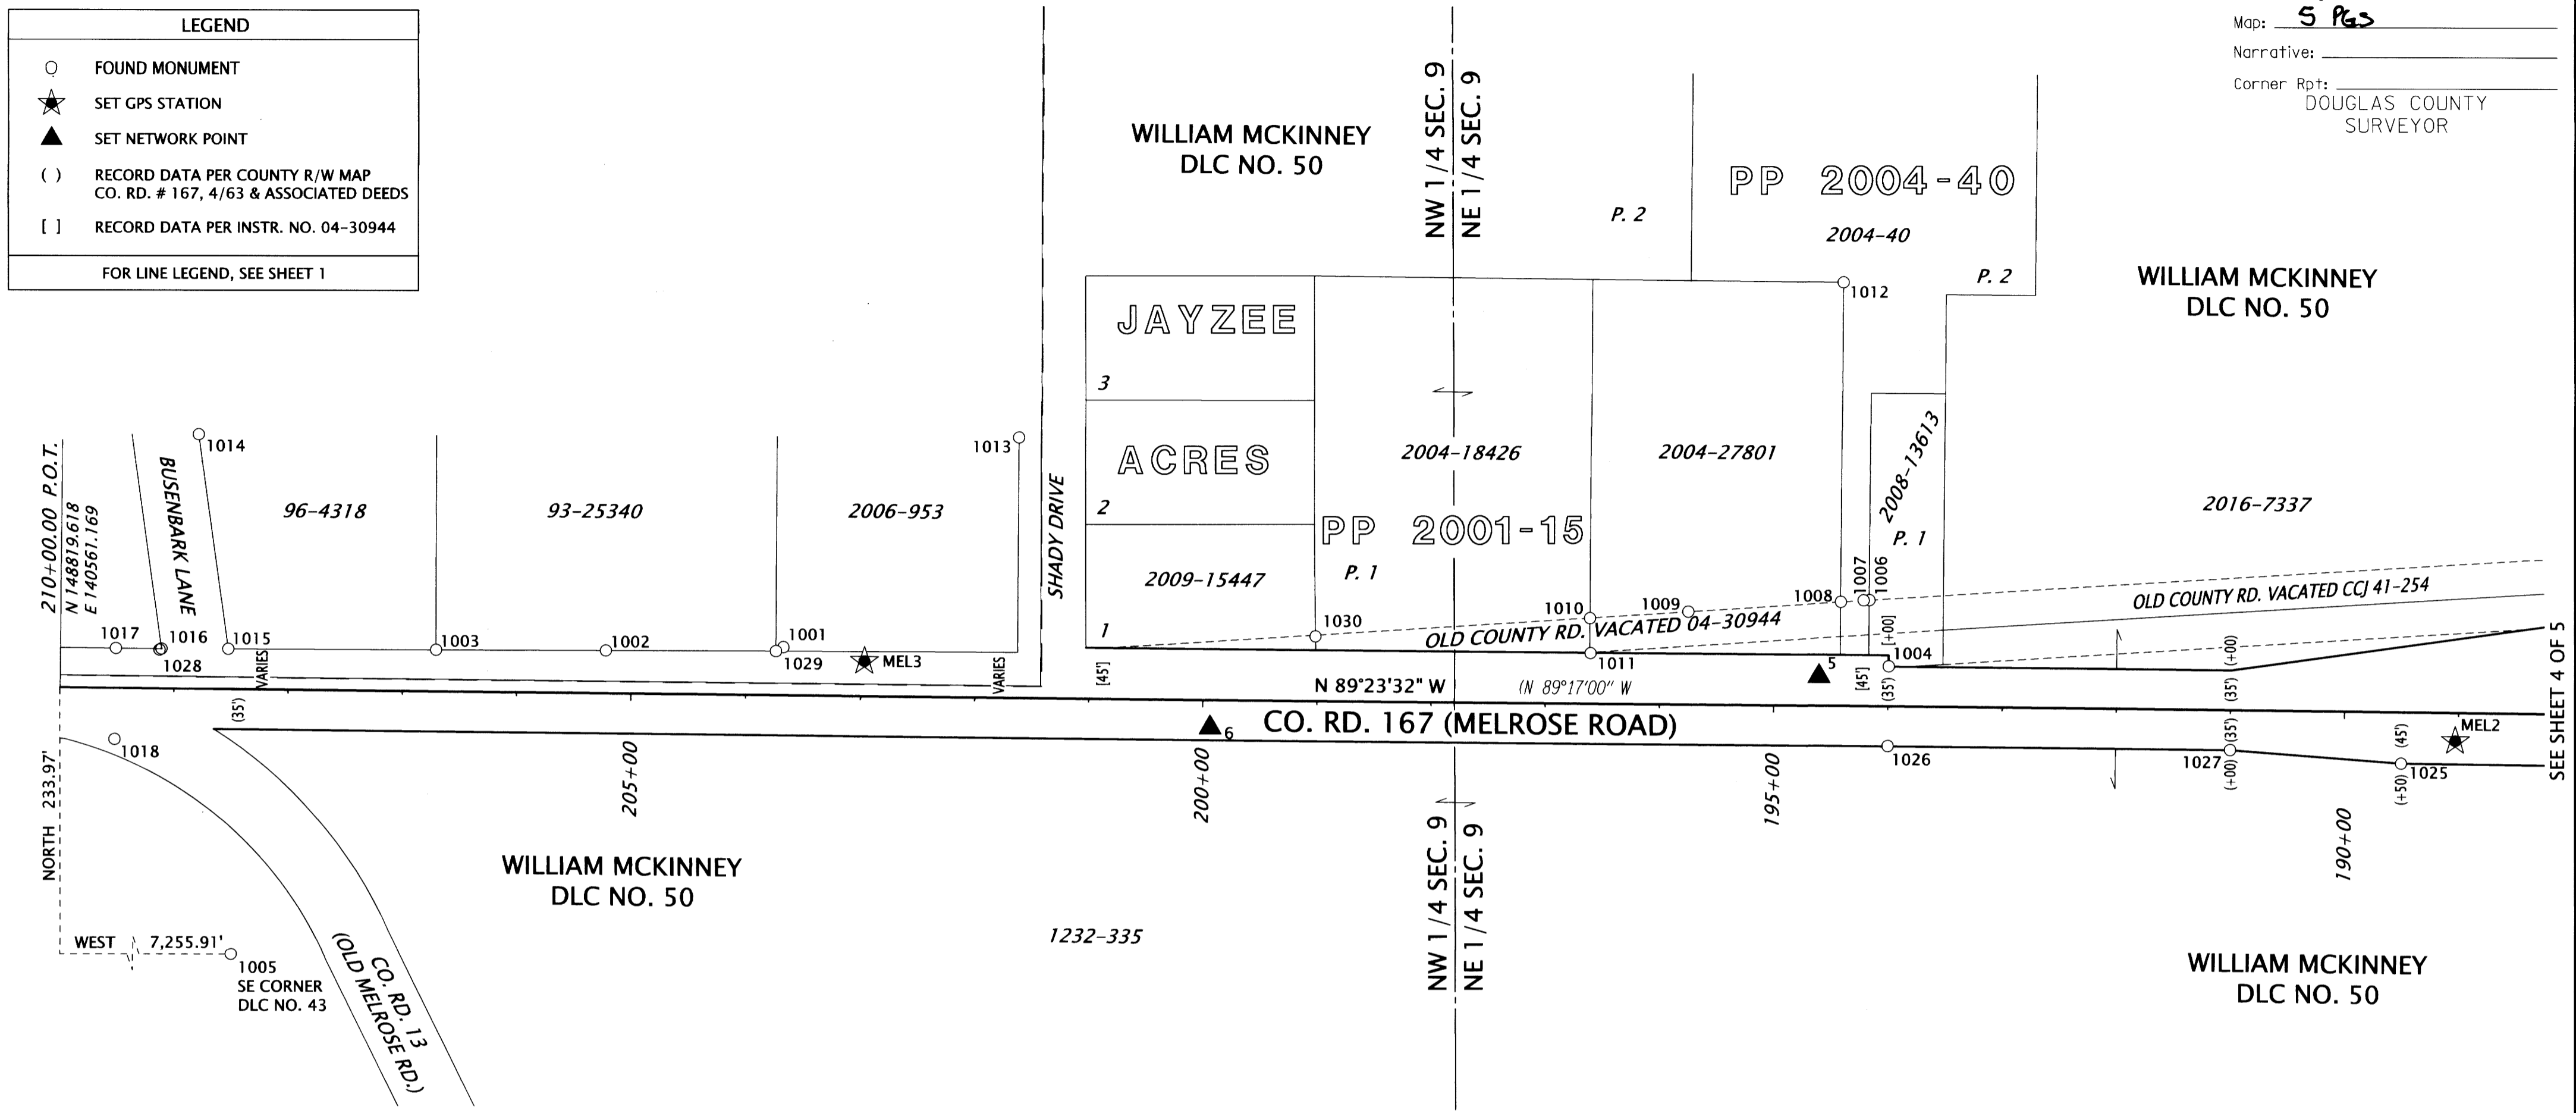 LEGEND
FOUND MONUMENT
SET GPS STATION
SET NETWORK POINT
( ) RECORD DATA PER COUNTY R/W MAP
CO. RD. # 167, 4/63 & ASSOCIATED DEEDS
[ ] RECORD DATA PER INSTR. NO. 04-30944
FOR LINE LEGEND, SEE SHEET 1
Map: 5 PGS
Narrative:
Corner Rpt:
DOUGLAS COUNTY
SURVEYOR
WILLIAM MCKINNEY
DLC NO. 50
NW 1/4 SEC. 9
NE 1/4 SEC. 9
P. 2
PP 2004-40
2004-40
P. 2
WILLIAM MCKINNEY
DLC NO. 50
1012
JAYZEE
3
ACRES
2
2009-15447
1
2004-18426
PP 2001-15
P. 1
2004-27801
2008-13613
P. 1
2016-7337
210+00.00 P.O.T.
N 148819.618
E 140561.169
BUSENBARK LANE
1014
96-4318
93-25340
2006-953
1013
SHADY DRIVE
1017
1016
1028
1015
1003
1002
1001
1029
MEL3
VARIES
VARIES
(35')
1030
1010
1009
1008
1007
1006
OLD COUNTY RD. VACATED 04-30944
OLD COUNTY RD. VACATED CCJ 41-254
1011
[+00]
1004
5
[45']
[45']
(35')
(+00)
(35')
N 89°23'32" W
(N 89°17'00" W
CO. RD. 167 (MELROSE ROAD)
6
MEL2
SEE SHEET 4 OF 5
1018
205+00
200+00
195+00
190+00
1026
1027
(35')
(+00)
(45')
(+50)
1025
NORTH 233.97'
WEST 7,255.91'
1005
SE CORNER
DLC NO. 43
CO. RD. 13
(OLD MELROSE RD.)
WILLIAM MCKINNEY
DLC NO. 50
1232-335
NW 1/4 SEC. 9
NE 1/4 SEC. 9
WILLIAM MCKINNEY
DLC NO. 50